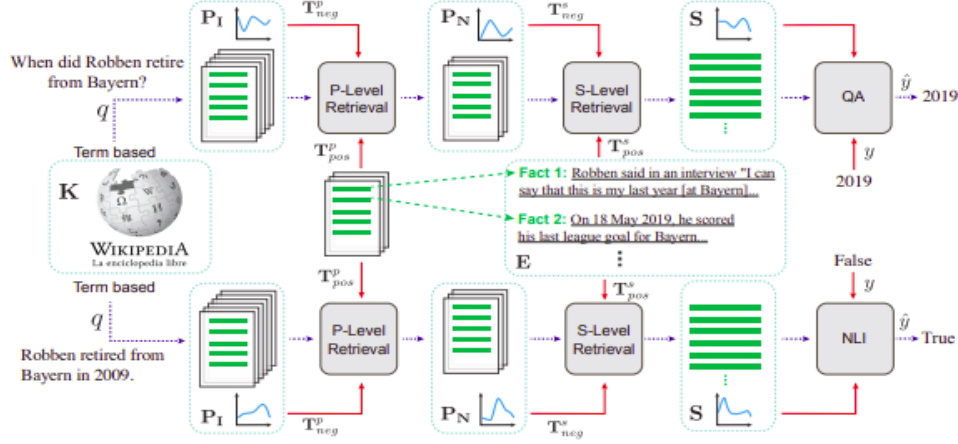 P_I
T^p_neg
P_N
T^s_neg
S
When did Robben retire
from Bayern?
q
P-Level
Retrieval
S-Level
Retrieval
QA
ŷ
2019
Term based
T^p_pos
T^s_pos
y
2019
K
WIKIPEDIA
La enciclopedia libre
Fact 1: Robben said in an interview "I can
say that this is my last year [at Bayern]...
Fact 2: On 18 May 2019, he scored
his last league goal for Bayern...
E
Term based
T^p_pos
T^s_pos
False
y
q
Robben retired from
Bayern in 2009.
P-Level
Retrieval
S-Level
Retrieval
NLI
ŷ
True
P_I
T^p_neg
P_N
T^s_neg
S